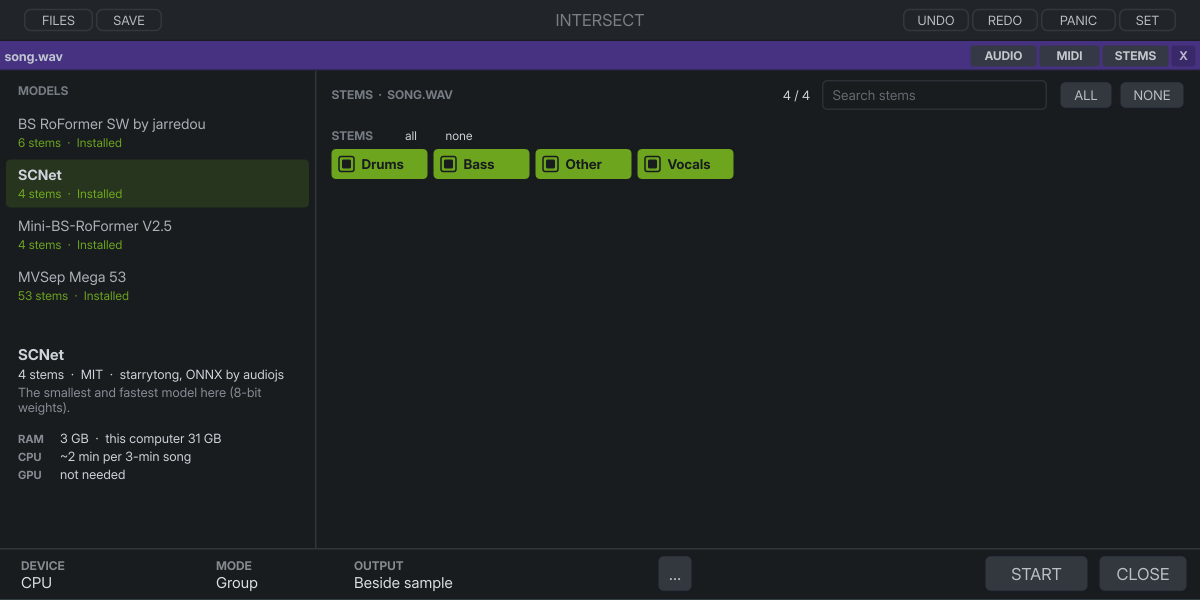 FILES SAVE INTERSECT UNDO REDO PANIC SET
song.wav AUDIO MIDI STEMS X
MODELS
BS RoFormer SW by jarredou
6 stems · Installed
SCNet
4 stems · Installed
Mini-BS-RoFormer V2.5
4 stems · Installed
MVSep Mega 53
53 stems · Installed
SCNet
4 stems · MIT · starrytong, ONNX by audiojs
The smallest and fastest model here (8-bit
weights).
RAM 3 GB · this computer 31 GB
CPU ~2 min per 3-min song
GPU not needed
STEMS · SONG.WAV 4 / 4 Search stems ALL NONE
STEMS all none
Drums Bass Other Vocals
DEVICE MODE OUTPUT
CPU Group Beside sample
... START CLOSE